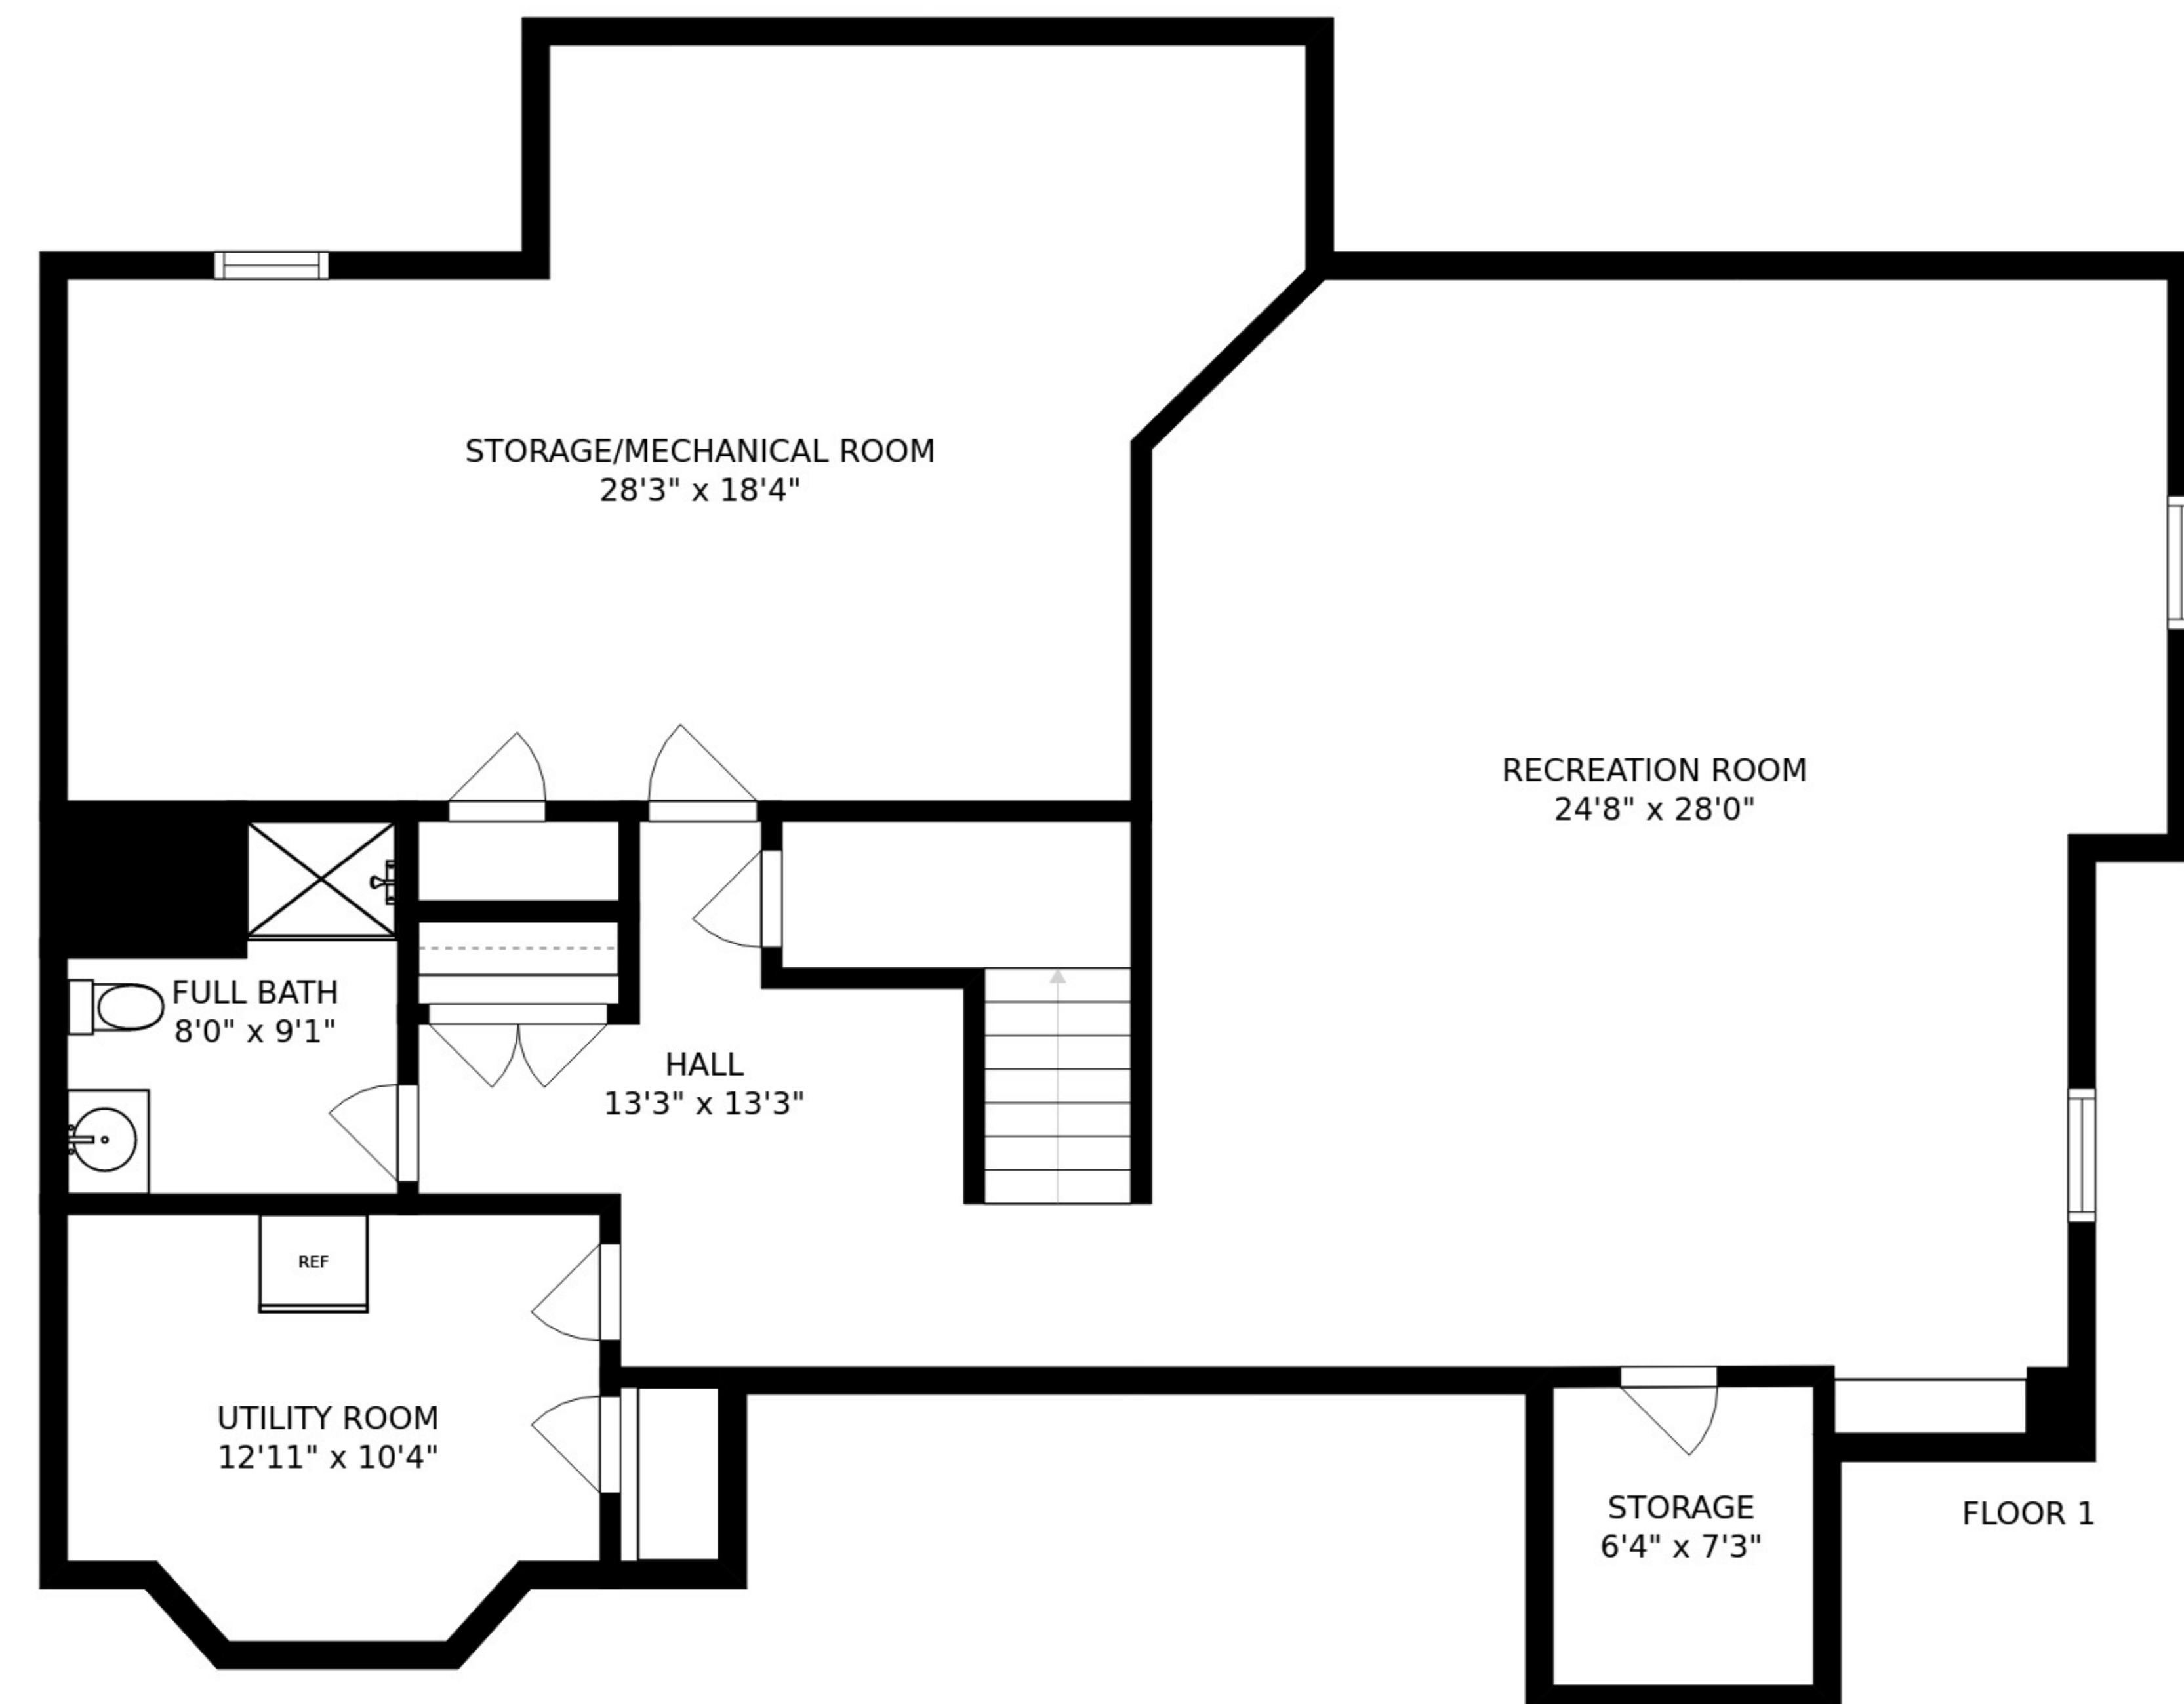 STORAGE/MECHANICAL ROOM
28'3" x 18'4"
RECREATION ROOM
24'8" x 28'0"
FULL BATH
8'0" x 9'1"
HALL
13'3" x 13'3"
REF
UTILITY ROOM
12'11" x 10'4"
STORAGE
6'4" x 7'3"
FLOOR 1